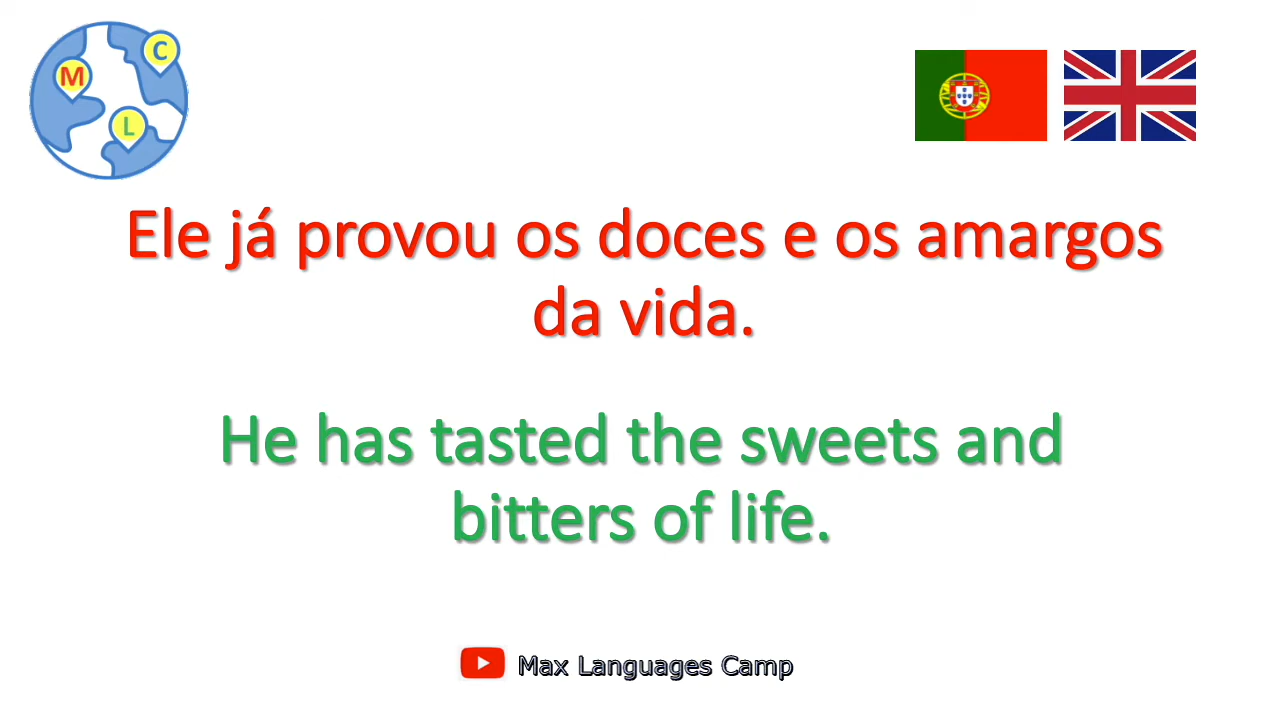 C
M
L
Ele já provou os doces e os amargos
da vida.
He has tasted the sweets and
bitters of life.
Max Languages Camp